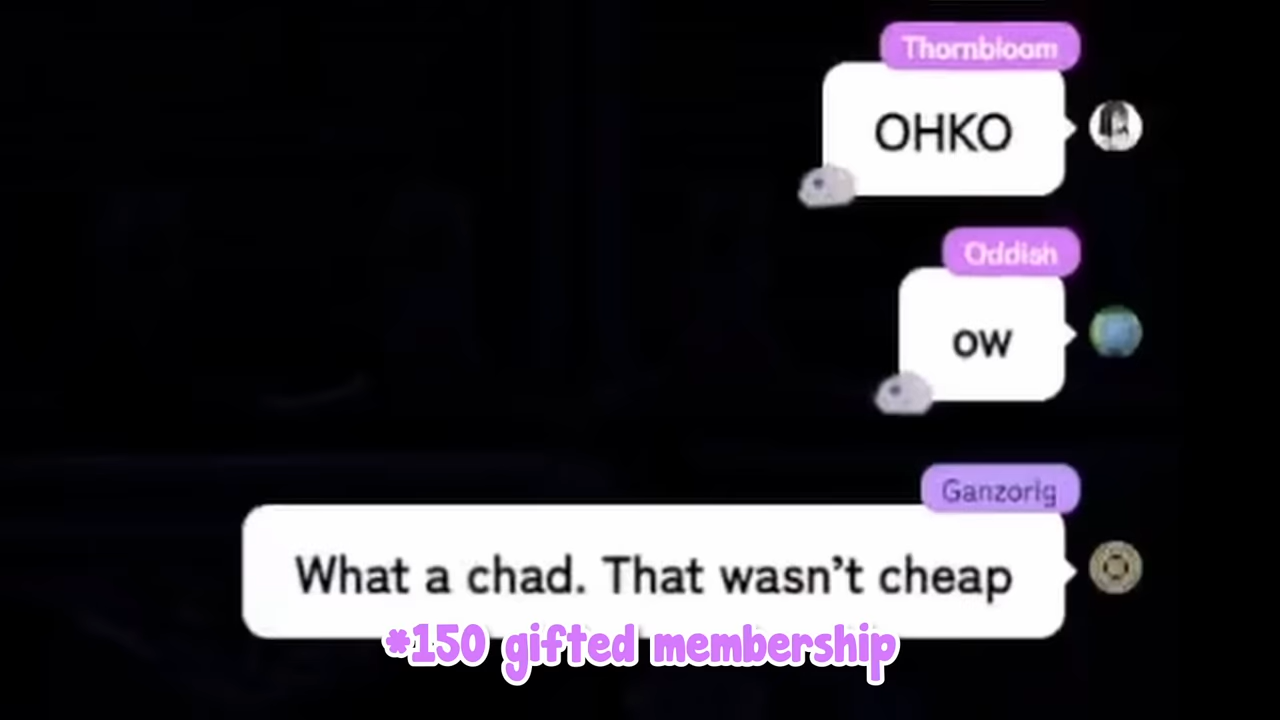 Thornbloom
OHKO
Oddish
ow
Ganzorig
What a chad. That wasn't cheap
*150 gifted membership